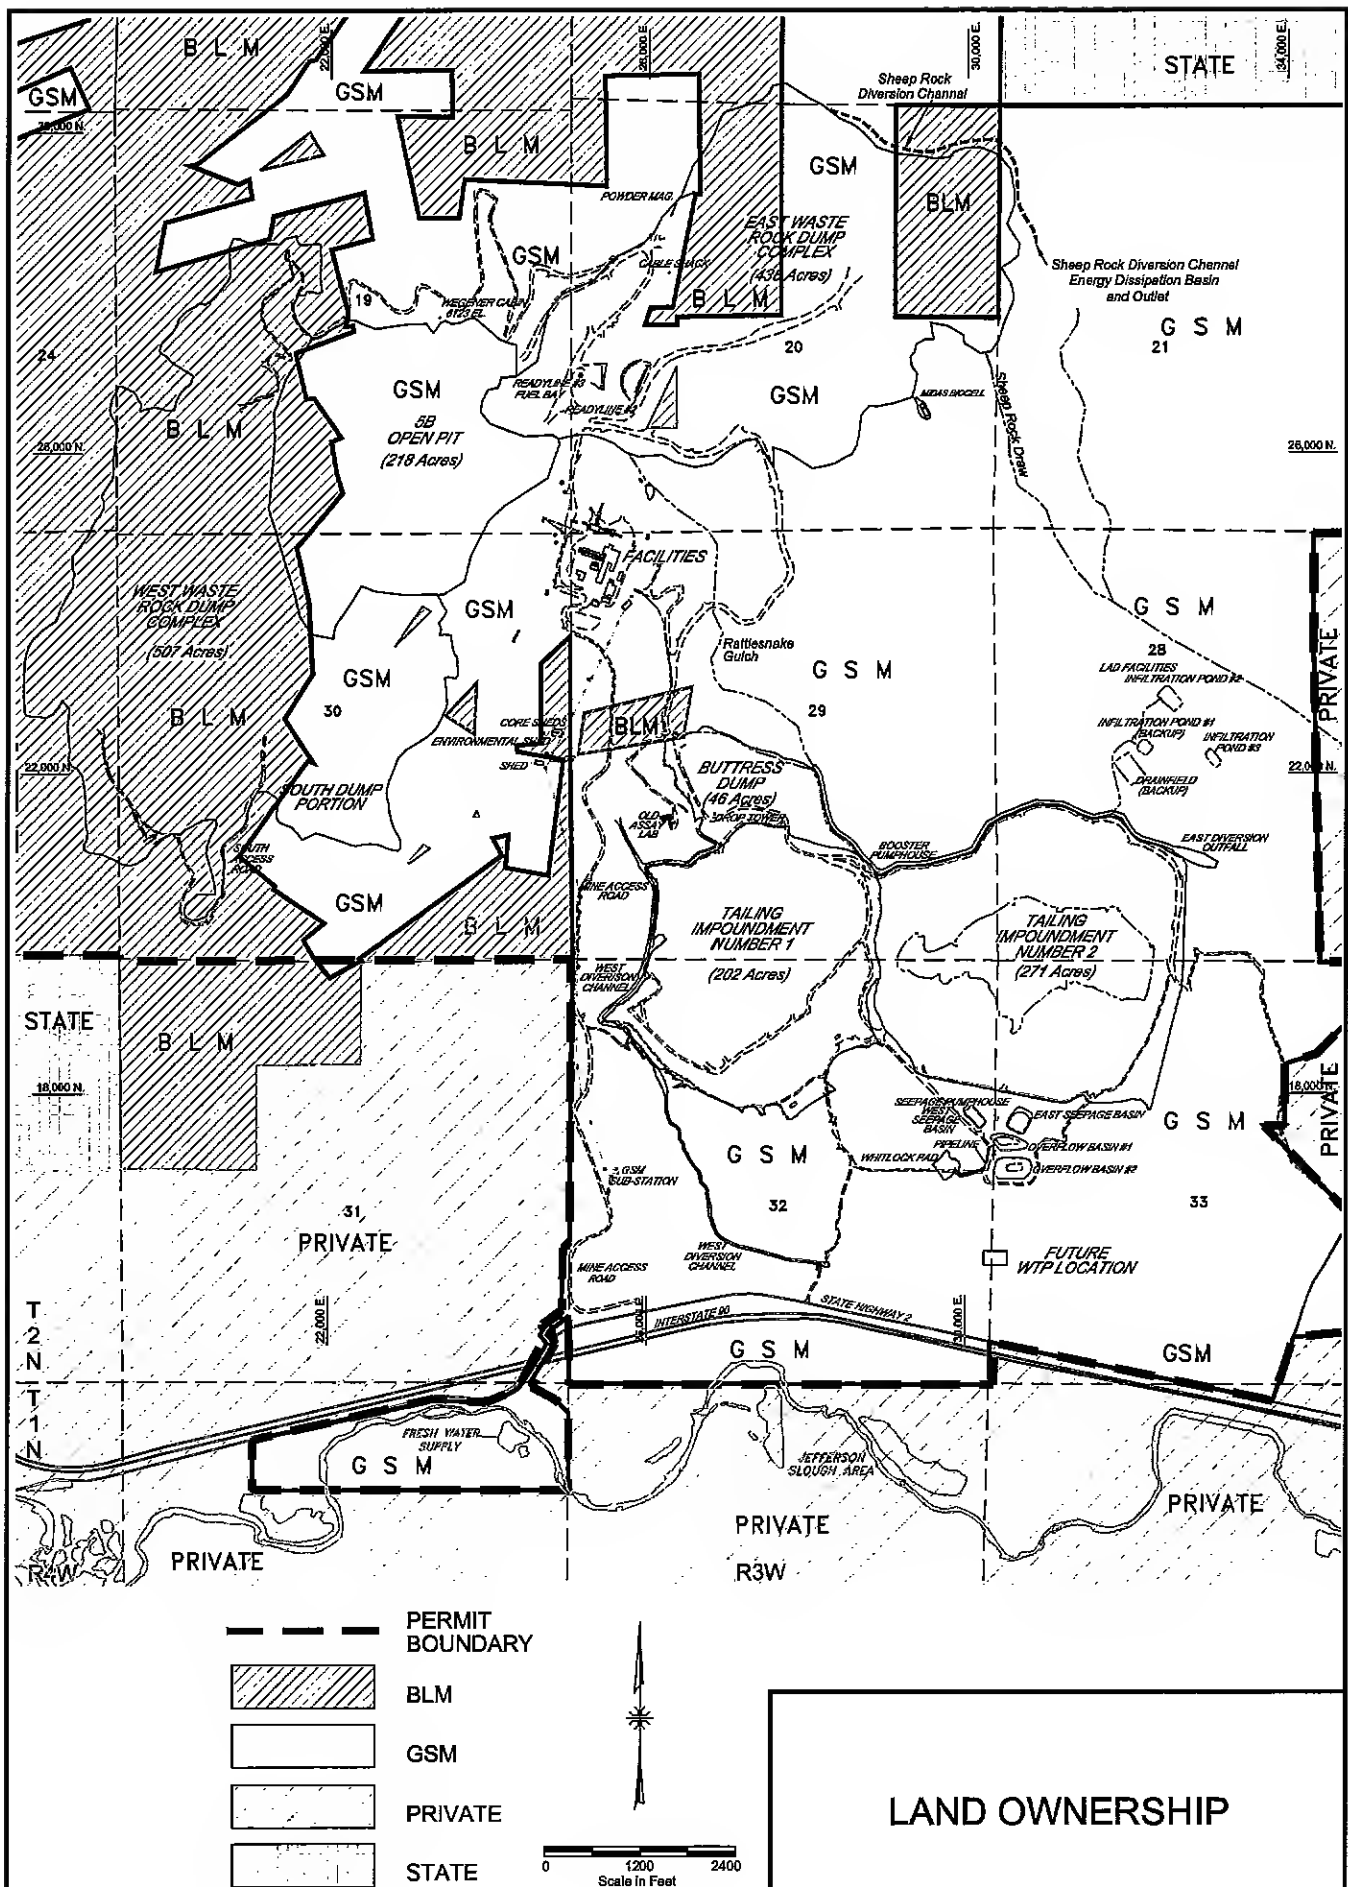 B L M
22,000 E.
26,000 E.
30,000 E.
34,000 E.
STATE
GSM
GSM
Sheep Rock
Diversion Channel
B L M
GSM
BLM
POWDER MAG.
EAST WASTE
ROCK DUMP
COMPLEX
(438 Acres)
GSM
CABLE SHACK
B L M
Sheep Rock Diversion Channel
Energy Dissipation Basin
and Outlet
G S M
19
WEGENER CABIN
6123 EL.
24
20
21
GSM
5B
OPEN PIT
(218 Acres)
READYLINE #3
FUEL BAY
READYLINE #2
GSM
MIDAS BIOCELL
Sheep Rock Draw
B L M
26,000 N.
26,000 N.
FACILITIES
WEST WASTE
ROCK DUMP
COMPLEX
(507 Acres)
GSM
G S M
Rattlesnake
Gulch
28
PRIVATE
GSM
G S M
LAD FACILITIES
INFILTRATION POND #2
B L M
30
29
CORE SHEDS
BLM
INFILTRATION POND #1
(BACKUP)
INFILTRATION
POND #3
ENVIRONMENTAL SHED
SHED
22,000 N.
22,000 N.
BUTTRESS
DUMP
(46 Acres)
DRAINFIELD
(BACKUP)
SOUTH DUMP
PORTION
OLD
ASSAY
LAB
DROP TOWER
SOUTH
ACCESS
ROAD
BOOSTER
PUMPHOUSE
EAST DIVERSION
OUTFALL
MINE ACCESS
ROAD
GSM
B L M
TAILING
IMPOUNDMENT
NUMBER 1
(202 Acres)
TAILING
IMPOUNDMENT
NUMBER 2
(271 Acres)
WEST
DIVERISON
CHANNEL
STATE
B L M
18,000 N.
18,000 N.
PRIVATE
SEEPAGE PUMPHOUSE
WEST
SEEPAGE
BASIN
EAST SEEPAGE BASIN
G S M
PIPELINE
OVERFLOW BASIN #1
G S M
WHITLOCK PAD
OVERFLOW BASIN #2
GSM
SUB-STATION
31
PRIVATE
32
33
WEST
DIVERSION
CHANNEL
FUTURE
WTP LOCATION
MINE ACCESS
ROAD
T
2
N
T
1
N
22,000 E.
30,000 E.
INTERSTATE 90
STATE HIGHWAY 2
G S M
GSM
FRESH WATER
SUPPLY
G S M
JEFFERSON
SLOUGH AREA
PRIVATE
PRIVATE
PRIVATE
R4W
R3W
PERMIT
BOUNDARY
BLM
GSM
PRIVATE
STATE
0 1200 2400
Scale in Feet
LAND OWNERSHIP